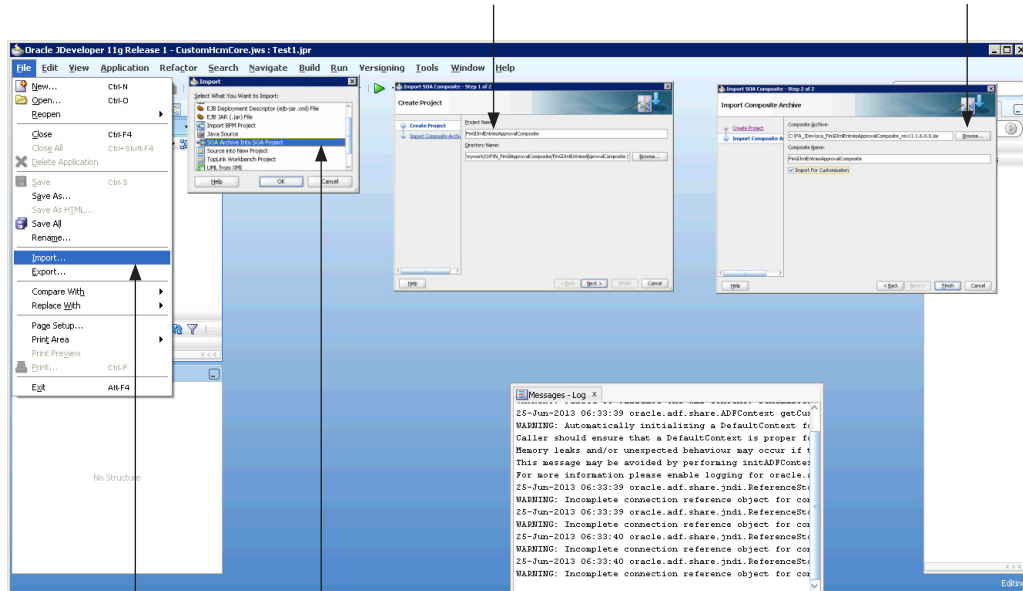 Oracle JDeveloper 11g Release 1 - CustomHcmCore.jws : Test1.jpr
File Edit View Application Refactor Search Navigate Build Run Versioning Tools Window Help
New... Ctrl-N
Open... Ctrl-O
Reopen
Close Ctrl-F4
Close All Ctrl+Shift-F4
Delete Application
Save Ctrl-S
Save As...
Save As HTML...
Save All
Rename...
Import...
Export...
Compare With
Replace With
Page Setup...
Print Area
Print Preview
Print... Ctrl-P
Exit Alt-F4
No Structure
Import
Select What You Want to Import:
EJB Deployment Descriptor (ejb-jar.xml) File
EJB JAR (.jar) File
Import BPM Project
Java Source
SOA Archive Into SOA Project
Source into New Project
TopLink Workbench Project
UML from XMI
Help OK Cancel
Import SOA Composite - Step 1 of 2
Create Project
Create Project
Import Composite Archi
Project Name:
FinGlJrnlEntriesApprovalComposite
Directory Name:
Browse...
Help < Back Next > Finish Cancel
Import SOA Composite - Step 2 of 2
Import Composite Archive
Create Project
Import Composite
Composite Archive:
Browse...
Composite Name:
FinGlJrnlEntriesApprovalComposite
Import For Customization
Help < Back Next > Finish Cancel
Messages - Log
25-Jun-2013 06:33:39 oracle.adf.share.ADFContext getCur
WARNING: Automatically initializing a DefaultContext fo
Caller should ensure that a DefaultContext is proper fo
Memory leaks and/or unexpected behaviour may occur if t
This message may be avoided by performing initADFContex
For more information please enable logging for oracle.a
25-Jun-2013 06:33:39 oracle.adf.share.jndi.ReferenceSto
WARNING: Incomplete connection reference object for con
25-Jun-2013 06:33:39 oracle.adf.share.jndi.ReferenceSto
WARNING: Incomplete connection reference object for con
25-Jun-2013 06:33:40 oracle.adf.share.jndi.ReferenceSto
WARNING: Incomplete connection reference object for con
25-Jun-2013 06:33:40 oracle.adf.share.jndi.ReferenceSto
WARNING: Incomplete connection reference object for con
Editing